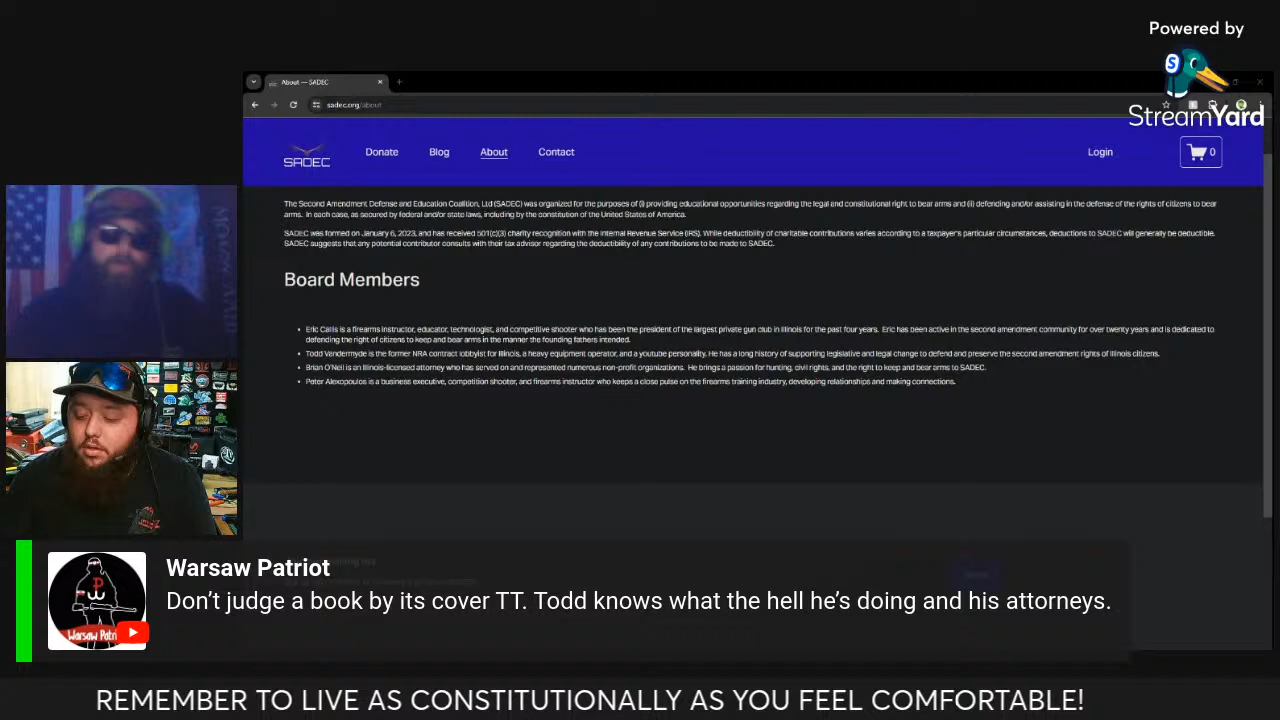 Powered by
StreamYard
About — SADEC
sadec.org/about
SADEC
Donate Blog About Contact Login 0
The Second Amendment Defense and Education Coalition, Ltd (SADEC) was organized for the purposes of (i) providing educational opportunities regarding the legal and constitutional right to bear arms and (ii) defending and/or assisting in the defense of the rights of citizens to bear
arms. In each case, as secured by federal and/or state laws, including by the constitution of the United States of America.
SADEC was formed on January 6, 2023, and has received 501(c)(3) charity recognition with the Internal Revenue Service (IRS). While deductibility of charitable contributions varies according to a taxpayer's particular circumstances, deductions to SADEC will generally be deductible.
SADEC suggests that any potential contributor consults with their tax advisor regarding the deductibility of any contributions to be made to SADEC.
Board Members
• Eric Callis is a firearms instructor, educator, technologist, and competitive shooter who has been the president of the largest private gun club in Illinois for the past four years. Eric has been active in the second amendment community for over twenty years and is dedicated to
defending the right of citizens to keep and bear arms in the manner the founding fathers intended.
• Todd Vandermyde is the former NRA contract lobbyist for Illinois, a heavy equipment operator, and a youtube personality. He has a long history of supporting legislative and legal change to defend and preserve the second amendment rights of Illinois citizens.
• Brian O'Neil is an Illinois-licensed attorney who has served on and represented numerous non-profit organizations. He brings a passion for hunting, civil rights, and the right to keep and bear arms to SADEC.
• Peter Alexopoulos is a business executive, competition shooter, and firearms instructor who keeps a close pulse on the firearms training industry, developing relationships and making connections.
Warsaw Patriot
Don't judge a book by its cover TT. Todd knows what the hell he's doing and his attorneys.
REMEMBER TO LIVE AS CONSTITUTIONALLY AS YOU FEEL COMFORTABLE!